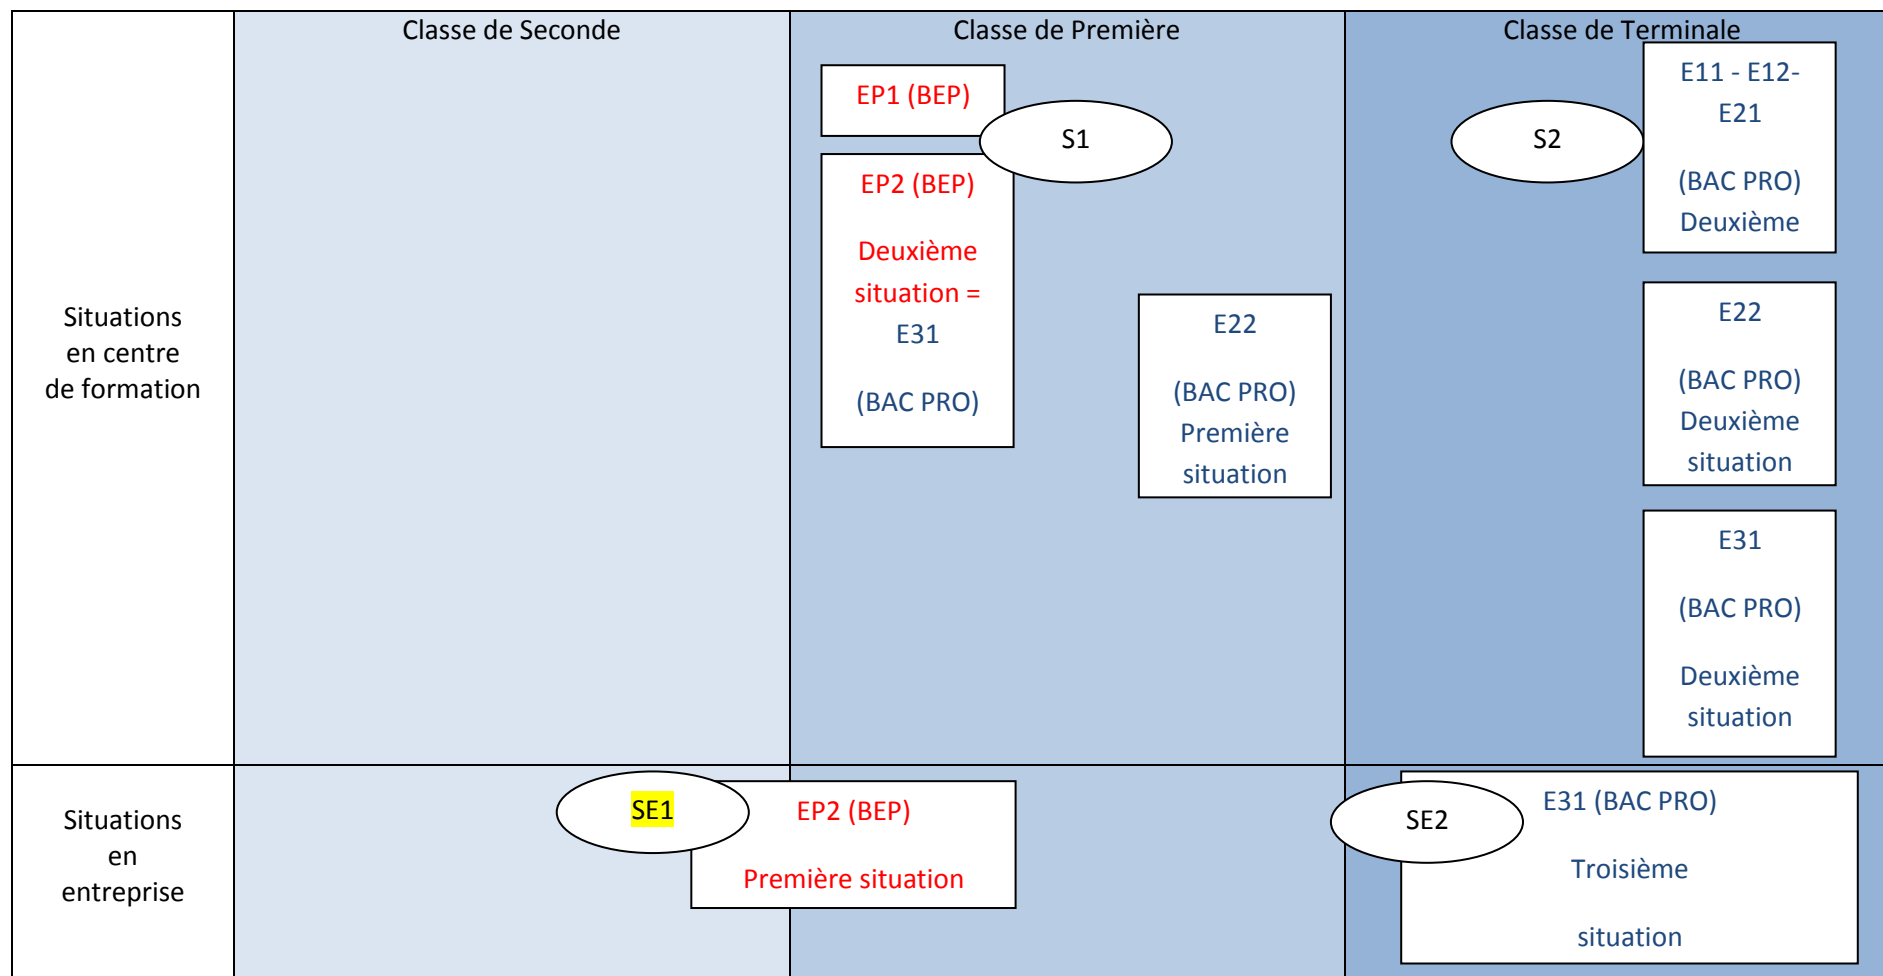 Classe de Seconde
Classe de Première
Classe de Terminale
Situations
en centre
de formation
EP1 (BEP)
S1
EP2 (BEP)
Deuxième
situation =
E31
(BAC PRO)
E22
(BAC PRO)
Première
situation
S2
E11 - E12-
E21
(BAC PRO)
Deuxième
E22
(BAC PRO)
Deuxième
situation
E31
(BAC PRO)
Deuxième
situation
Situations
en
entreprise
SE1
EP2 (BEP)
Première situation
SE2
E31 (BAC PRO)
Troisième
situation